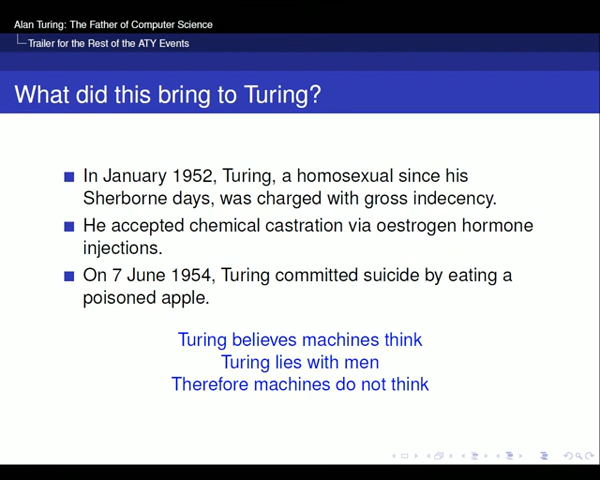 Alan Turing: The Father of Computer Science
Trailer for the Rest of the ATY Events
What did this bring to Turing?
In January 1952, Turing, a homosexual since his
Sherborne days, was charged with gross indecency.
He accepted chemical castration via oestrogen hormone
injections.
On 7 June 1954, Turing committed suicide by eating a
poisoned apple.
Turing believes machines think
Turing lies with men
Therefore machines do not think